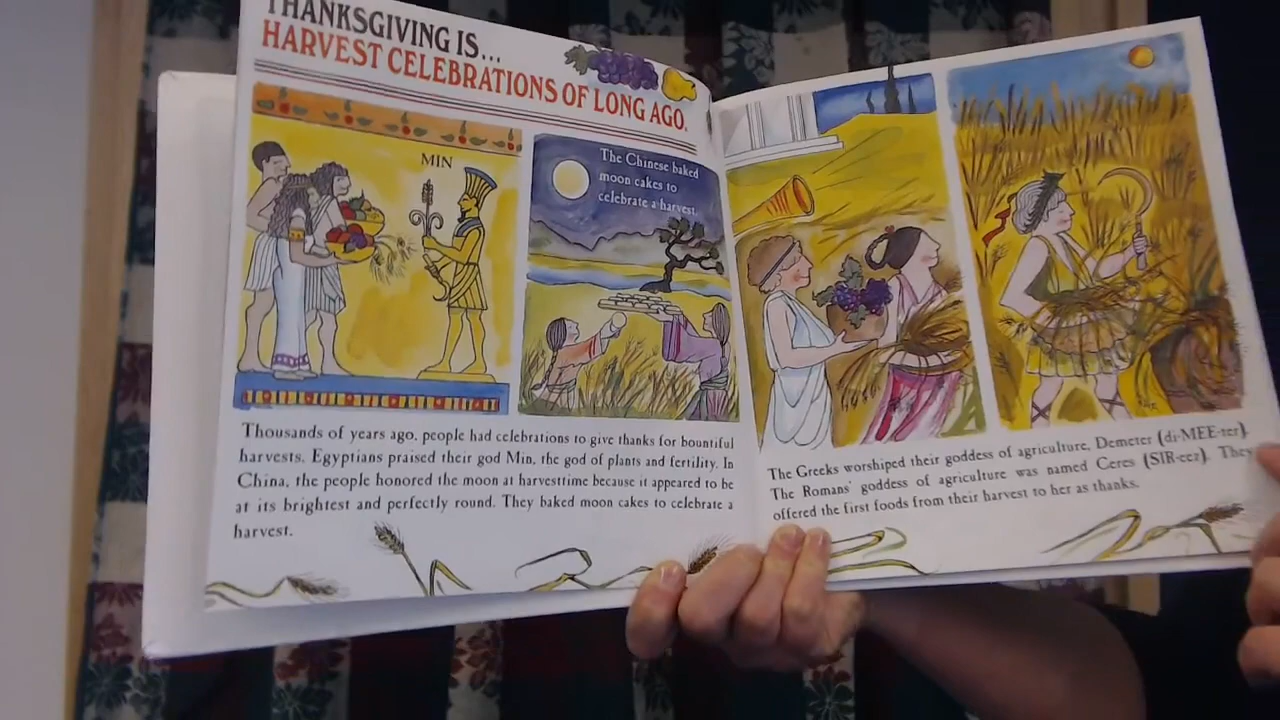 THANKSGIVING IS...
HARVEST CELEBRATIONS OF LONG AGO.
MIN
The Chinese baked
moon cakes to
celebrate a harvest.
Thousands of years ago, people had celebrations to give thanks for bountiful
harvests. Egyptians praised their god Min, the god of plants and fertility. In
China, the people honored the moon at harvesttime because it appeared to be
at its brightest and perfectly round. They baked moon cakes to celebrate a
harvest.
The Greeks worshiped their goddess of agriculture, Demeter (di-MEE-ter).
The Romans' goddess of agriculture was named Ceres (SIR-eez). They
offered the first foods from their harvest to her as thanks.